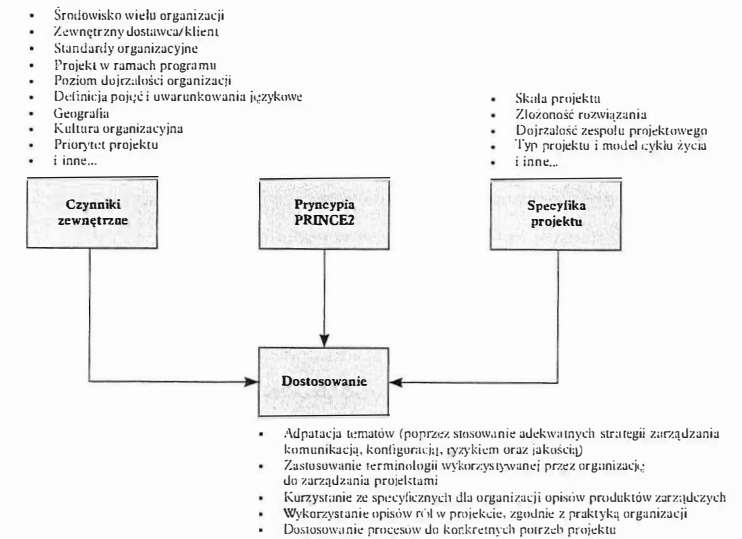 • Środowisko wielu organizacji
• Zewnętrzny dostawca/klient
• Standardy organizacyjne
• Projekt w ramach programu
• Poziom dojrzałości organizacji
• Definicja pojęć i uwarunkowania językowe
• Geografia
• Kultura organizacyjna
• Priorytet projektu
• i inne...
• Skala projektu
• Złożoność rozwiązania
• Dojrzałość zespołu projektowego
• Typ projektu i model cyklu życia
• i inne...
Czynniki
zewnętrzne
Pryncypia
PRINCE2
Specyfika
projektu
Dostosowanie
• Adpatacja tematów (poprzez stosowanie adekwatnych strategii zarządzania
komunikacją, konfiguracją, ryzykiem oraz jakością)
• Zastosowanie terminologii wykorzystywanej przez organizację
do zarządzania projektami
• Korzystanie ze specyficznych dla organizacji opisów produktów zarządczych
• Wykorzystanie opisów ról w projekcie, zgodnie z praktyką organizacji
• Dostosowanie procesów do konkretnych potrzeb projektu